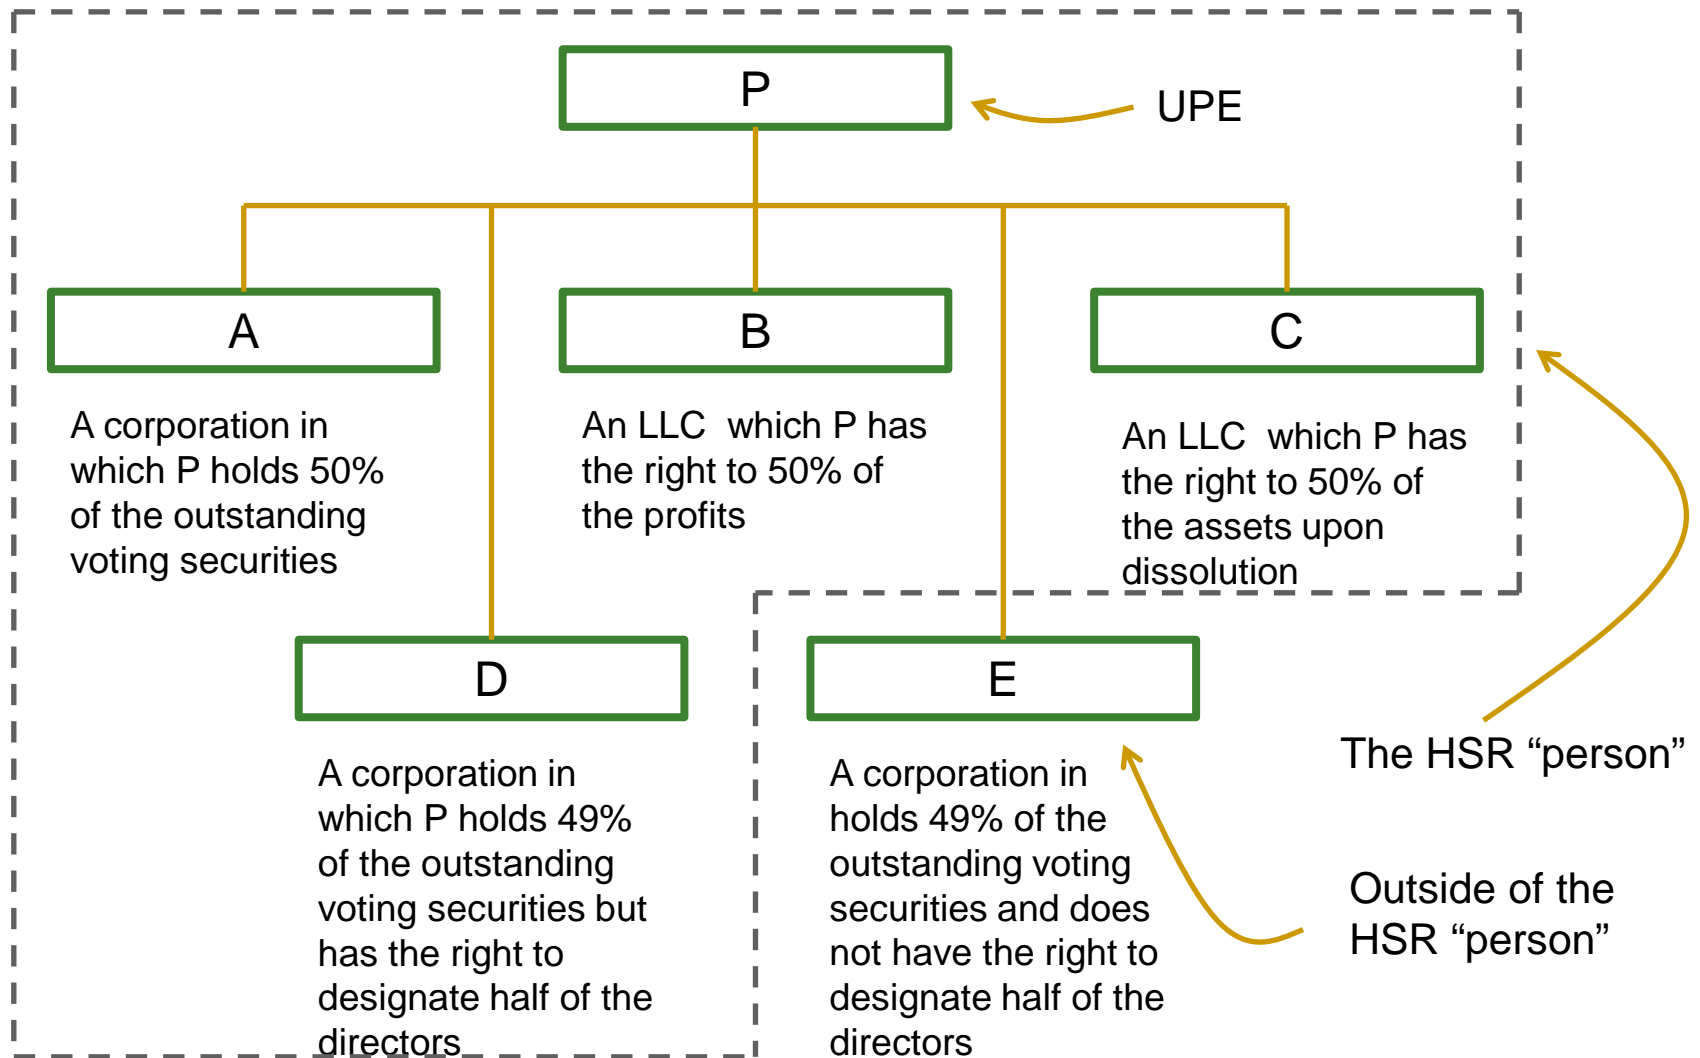 P
UPE
A
B
C
A corporation in
which P holds 50%
of the outstanding
voting securities
An LLC  which P has
the right to 50% of
the profits
An LLC  which P has
the right to 50% of
the assets upon
dissolution
D
E
A corporation in
which P holds 49%
of the outstanding
voting securities but
has the right to
designate half of the
directors
A corporation in
holds 49% of the
outstanding voting
securities and does
not have the right to
designate half of the
directors
The HSR “person”
Outside of the
HSR “person”